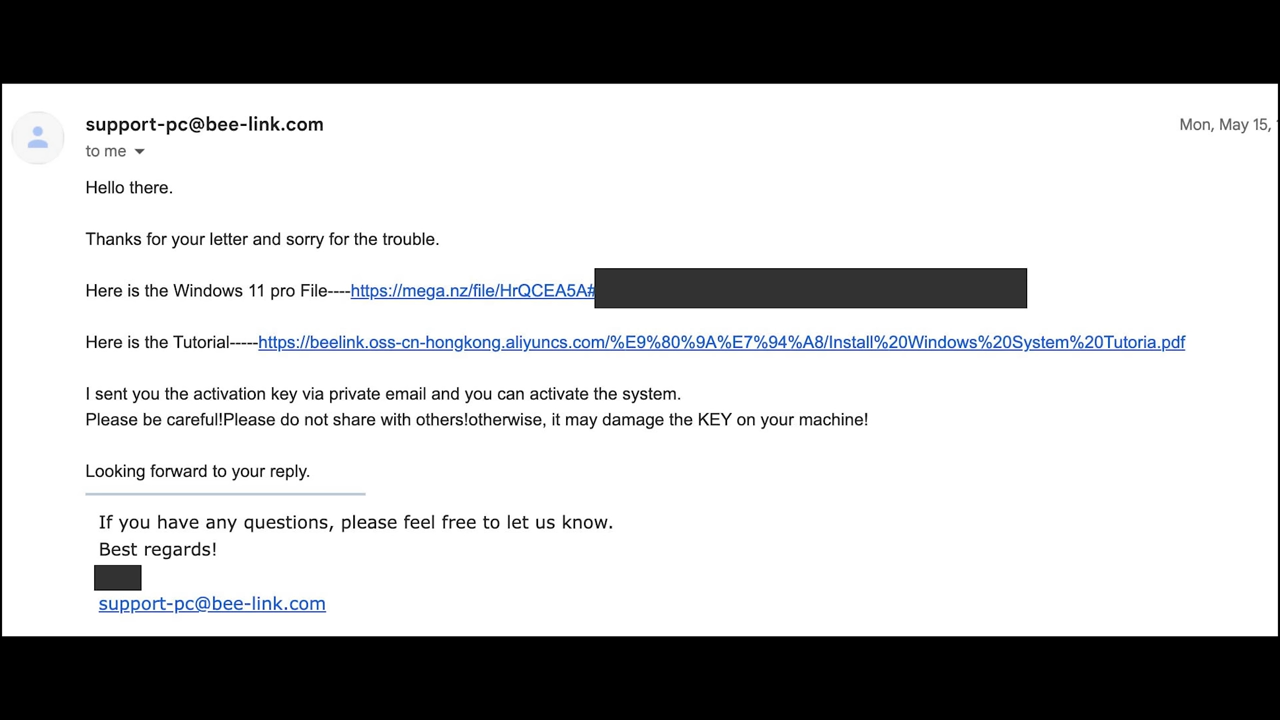 support-pc@bee-link.com
Mon, May 15,
to me
Hello there.
Thanks for your letter and sorry for the trouble.
Here is the Windows 11 pro File----https://mega.nz/file/HrQCEA5A#
Here is the Tutorial-----https://beelink.oss-cn-hongkong.aliyuncs.com/%E9%80%9A%E7%94%A8/Install%20Windows%20System%20Tutoria.pdf
I sent you the activation key via private email and you can activate the system.
Please be careful!Please do not share with others!otherwise, it may damage the KEY on your machine!
Looking forward to your reply.
If you have any questions, please feel free to let us know.
Best regards!
support-pc@bee-link.com